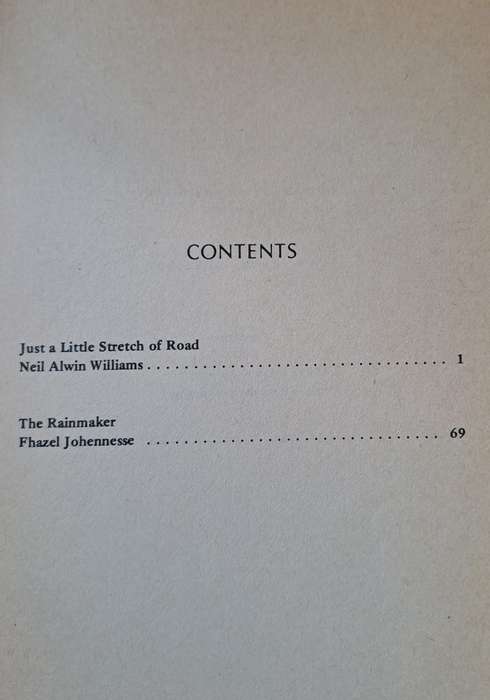 CONTENTS
Just a Little Stretch of Road
Neil Alwin Williams . . . . . . . . . . . . . . . . . . . . . . . . . . . . . . . . . 1
The Rainmaker
Fhazel Johennesse . . . . . . . . . . . . . . . . . . . . . . . . . . . . . . . . 69